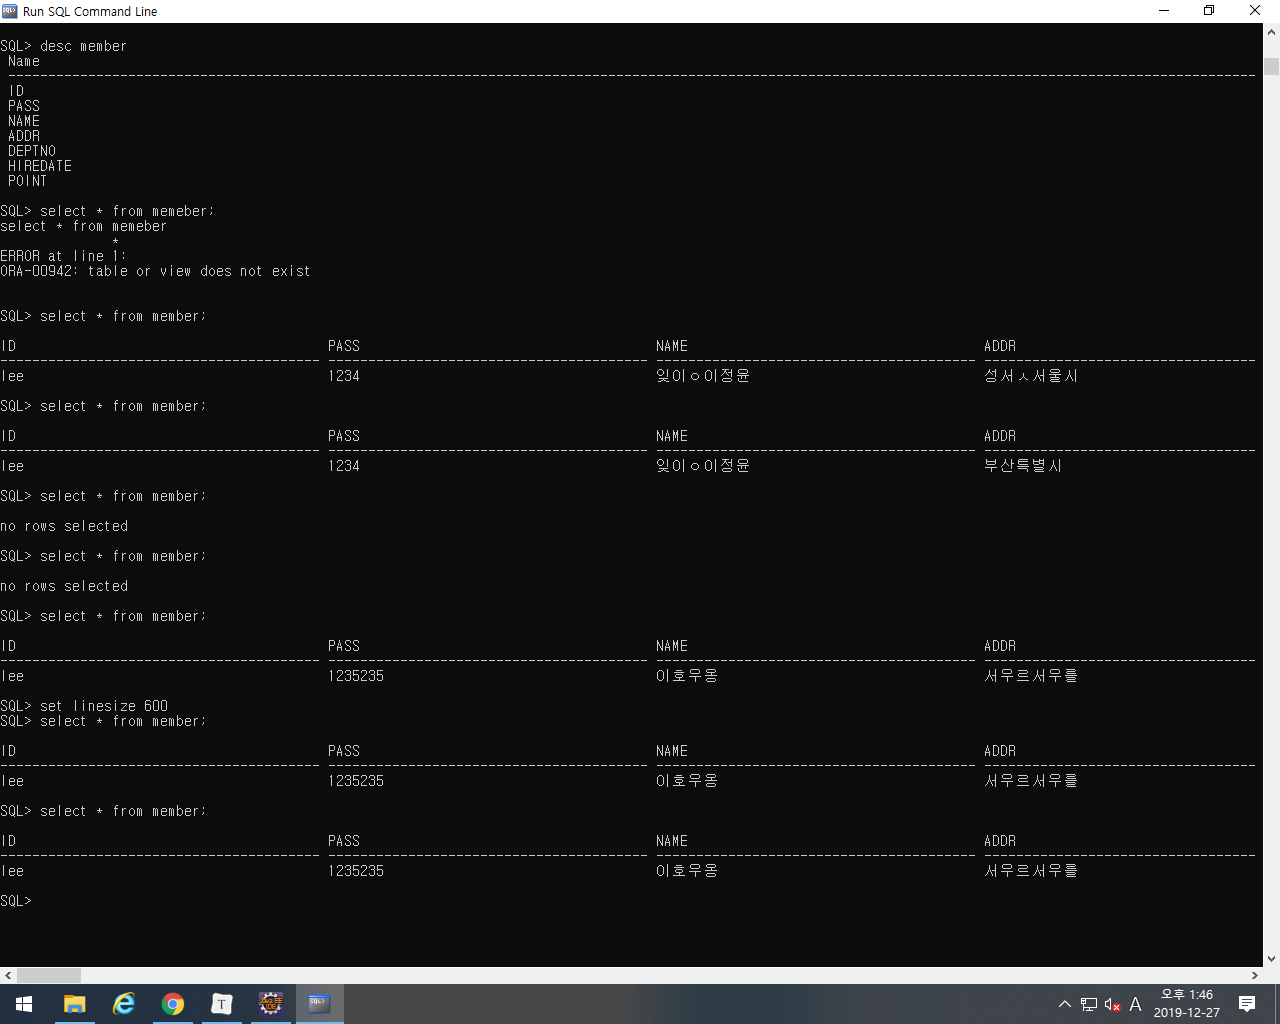 Run SQL Command Line
SQL> desc member
Name
ID
PASS
NAME
ADDR
DEPTNO
HIREDATE
POINT
SQL> select * from memeber;
select * from memeber
*
ERROR at line 1:
ORA-00942: table or view does not exist
SQL> select * from member;
ID PASS NAME ADDR
lee 1234 잊이ㅇ이정윤 성서ㅅ서울시
SQL> select * from member;
ID PASS NAME ADDR
lee 1234 잊이ㅇ이정윤 부산특별시
SQL> select * from member;
no rows selected
SQL> select * from member;
no rows selected
SQL> select * from member;
ID PASS NAME ADDR
lee 1235235 이호우옹 서우르서우를
SQL> set linesize 600
SQL> select * from member;
ID PASS NAME ADDR
lee 1235235 이호우옹 서우르서우를
SQL> select * from member;
ID PASS NAME ADDR
lee 1235235 이호우옹 서우르서우를
SQL>
T
SQL>
A
오후 1:46
2019-12-27